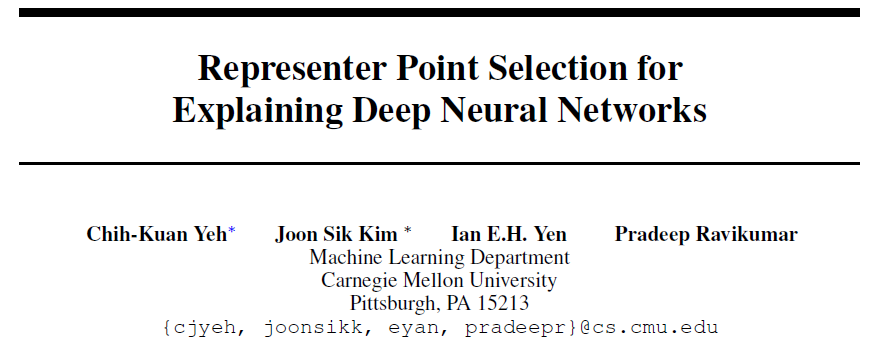 Representer Point Selection for
Explaining Deep Neural Networks
Chih-Kuan Yeh* Joon Sik Kim * Ian E.H. Yen Pradeep Ravikumar
Machine Learning Department
Carnegie Mellon University
Pittsburgh, PA 15213
{cjyeh, joonsikk, eyan, pradeepr}@cs.cmu.edu